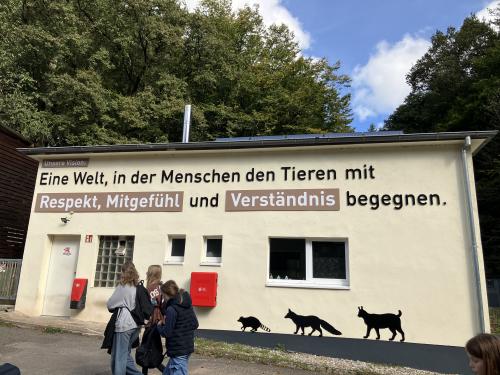 Unsere Vision:
Eine Welt, in der Menschen den Tieren mit
Respekt, Mitgefühl und Verständnis begegnen.